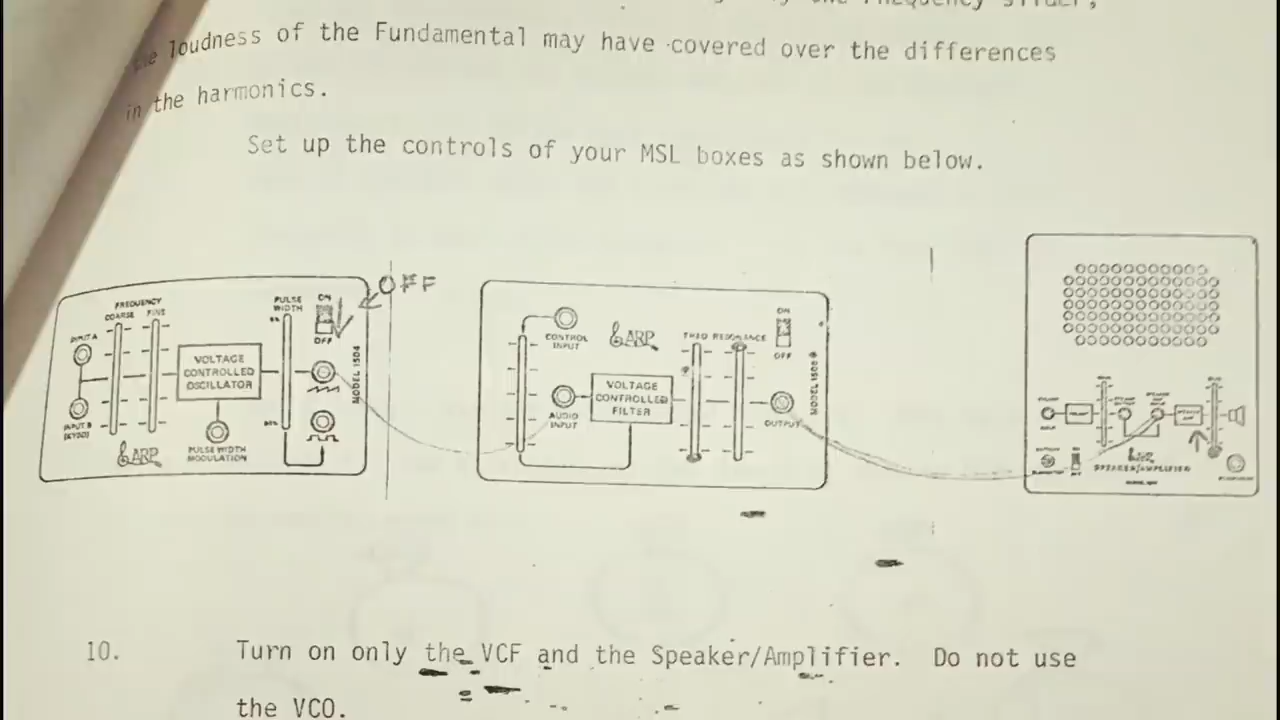 the loudness of the Fundamental may have covered over the differences
in the harmonics.
Set up the controls of your MSL boxes as shown below.
OFF
FREQUENCY
COARSE FINE
PULSE
WIDTH
ON
OFF
INPUT A
VOLTAGE
CONTROLLED
OSCILLATOR
MODEL 1504
INPUT B
ARP
PULSE WIDTH
MODULATION
CONTROL
INPUT
ARP
RESONANCE
ON
OFF
VOLTAGE
CONTROLLED
FILTER
AUDIO
INPUT
OUTPUT
SPEAKER/AMPLIFIER
10. Turn on only the VCF and the Speaker/Amplifier. Do not use
the VCO.